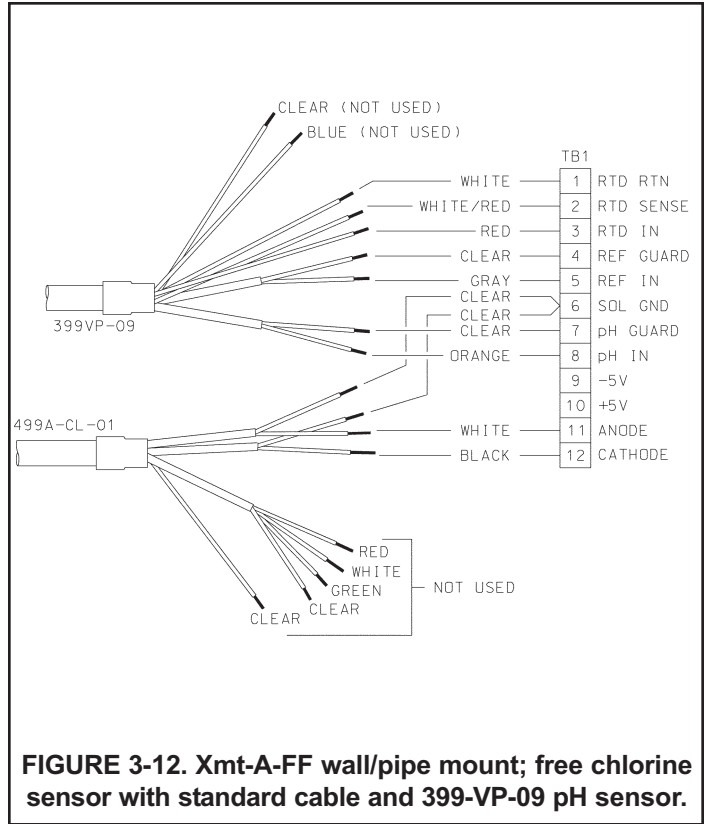 CLEAR (NOT USED)
BLUE (NOT USED)
TB1
WHITE 1 RTD RTN
WHITE/RED 2 RTD SENSE
RED 3 RTD IN
CLEAR 4 REF GUARD
GRAY 5 REF IN
CLEAR
6 SOL GND
CLEAR
CLEAR 7 pH GUARD
ORANGE 8 pH IN
9 -5V
10 +5V
WHITE 11 ANODE
BLACK 12 CATHODE
399VP-09
499A-CL-01
RED
WHITE
GREEN
CLEAR
CLEAR
NOT USED
FIGURE 3-12. Xmt-A-FF wall/pipe mount; free chlorine
sensor with standard cable and 399-VP-09 pH sensor.